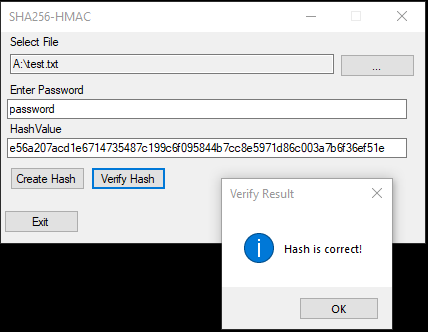 SHA256-HMAC
Select File
A:\test.txt
...
Enter Password
password
HashValue
e56a207acd1e6714735487c199c6f095844b7cc8e5971d86c003a7b6f36ef51e
Create Hash
Verify Hash
Exit
Verify Result
Hash is correct!
OK